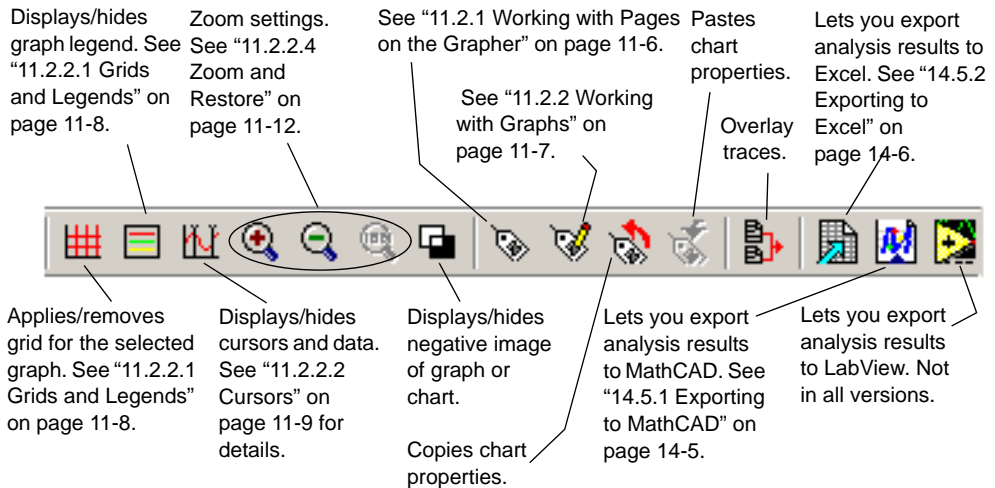 Displays/hides
graph legend. See
“11.2.2.1 Grids
and Legends” on
page 11-8.
Zoom settings.
See “11.2.2.4
Zoom and
Restore” on
page 11-12.
See “11.2.1 Working with Pages
on the Grapher” on page 11-6.
See “11.2.2 Working
with Graphs” on
page 11-7.
Pastes
chart
properties.
Overlay
traces.
Lets you export
analysis results to
Excel. See “14.5.2
Exporting to
Excel” on
page 14-6.
100
Applies/removes
grid for the selected
graph. See “11.2.2.1
Grids and Legends”
on page 11-8.
Displays/hides
cursors and data.
See “11.2.2.2
Cursors” on
page 11-9 for
details.
Displays/hides
negative image
of graph or
chart.
Copies chart
properties.
Lets you export
analysis results
to MathCAD. See
“14.5.1 Exporting
to MathCAD” on
page 14-5.
Lets you export
analysis results
to LabView. Not
in all versions.